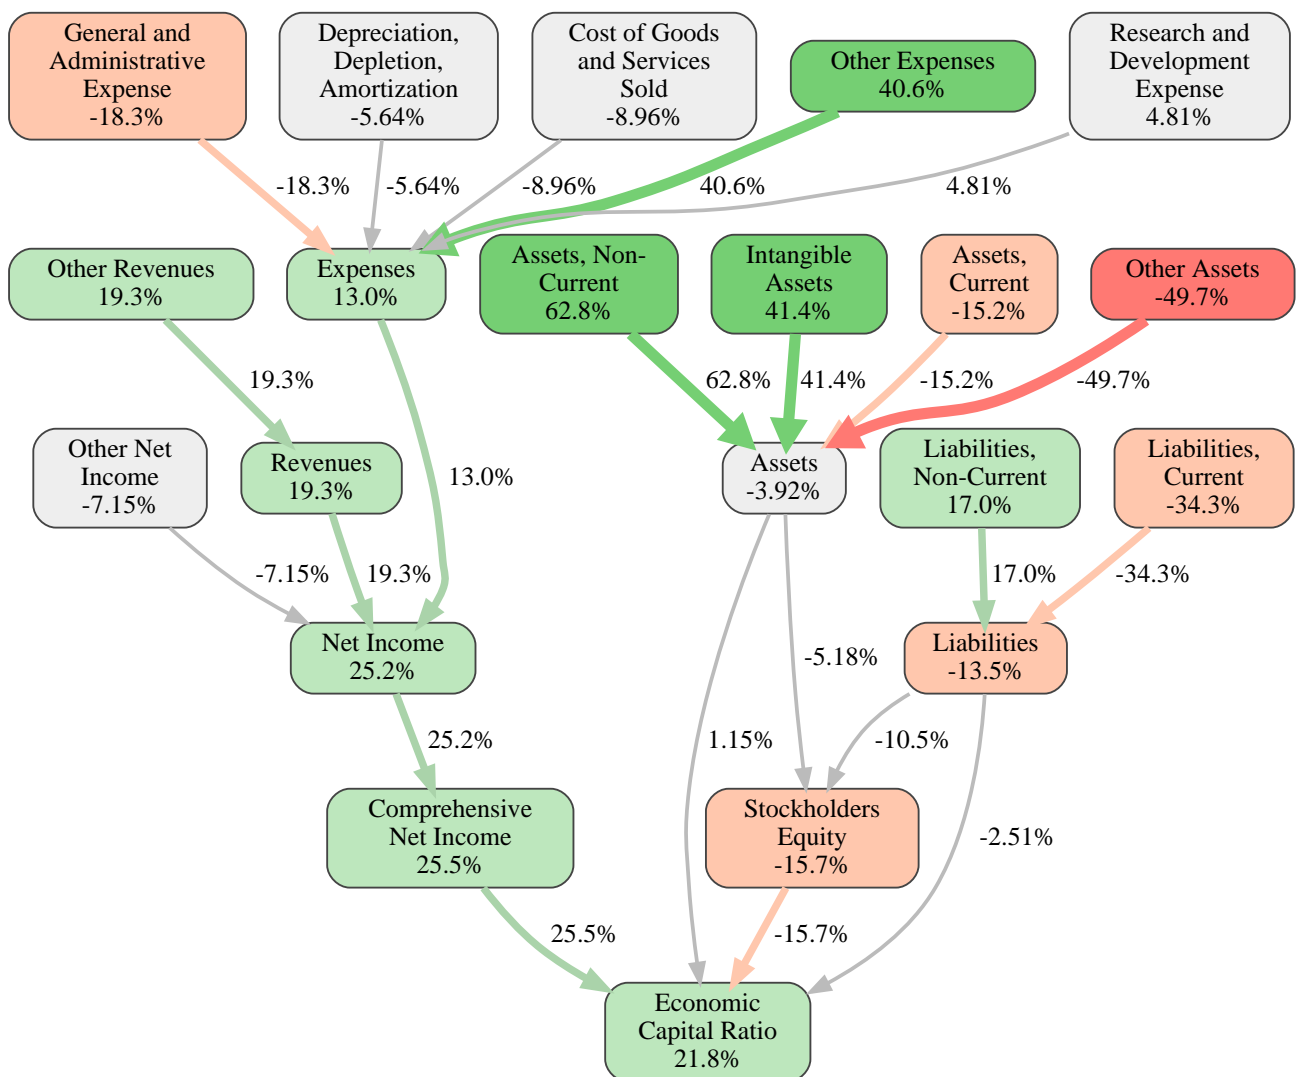 General and
Administrative
Expense
-18.3%
Depreciation,
Depletion,
Amortization
-5.64%
Cost of Goods
and Services
Sold
-8.96%
Other Expenses
40.6%
Research and
Development
Expense
4.81%
-18.3%
-5.64%
-8.96%
40.6%
4.81%
Other Revenues
19.3%
Expenses
13.0%
Assets, Non-
Current
62.8%
Intangible
Assets
41.4%
Assets,
Current
-15.2%
Other Assets
-49.7%
19.3%
62.8%
41.4%
-15.2%
-49.7%
Other Net
Income
-7.15%
Revenues
19.3%
13.0%
Assets
-3.92%
Liabilities,
Non-Current
17.0%
Liabilities,
Current
-34.3%
-7.15%
19.3%
17.0%
-34.3%
Net Income
25.2%
-5.18%
Liabilities
-13.5%
25.2%
1.15%
-10.5%
Comprehensive
Net Income
25.5%
Stockholders
Equity
-15.7%
-2.51%
25.5%
-15.7%
Economic
Capital Ratio
21.8%